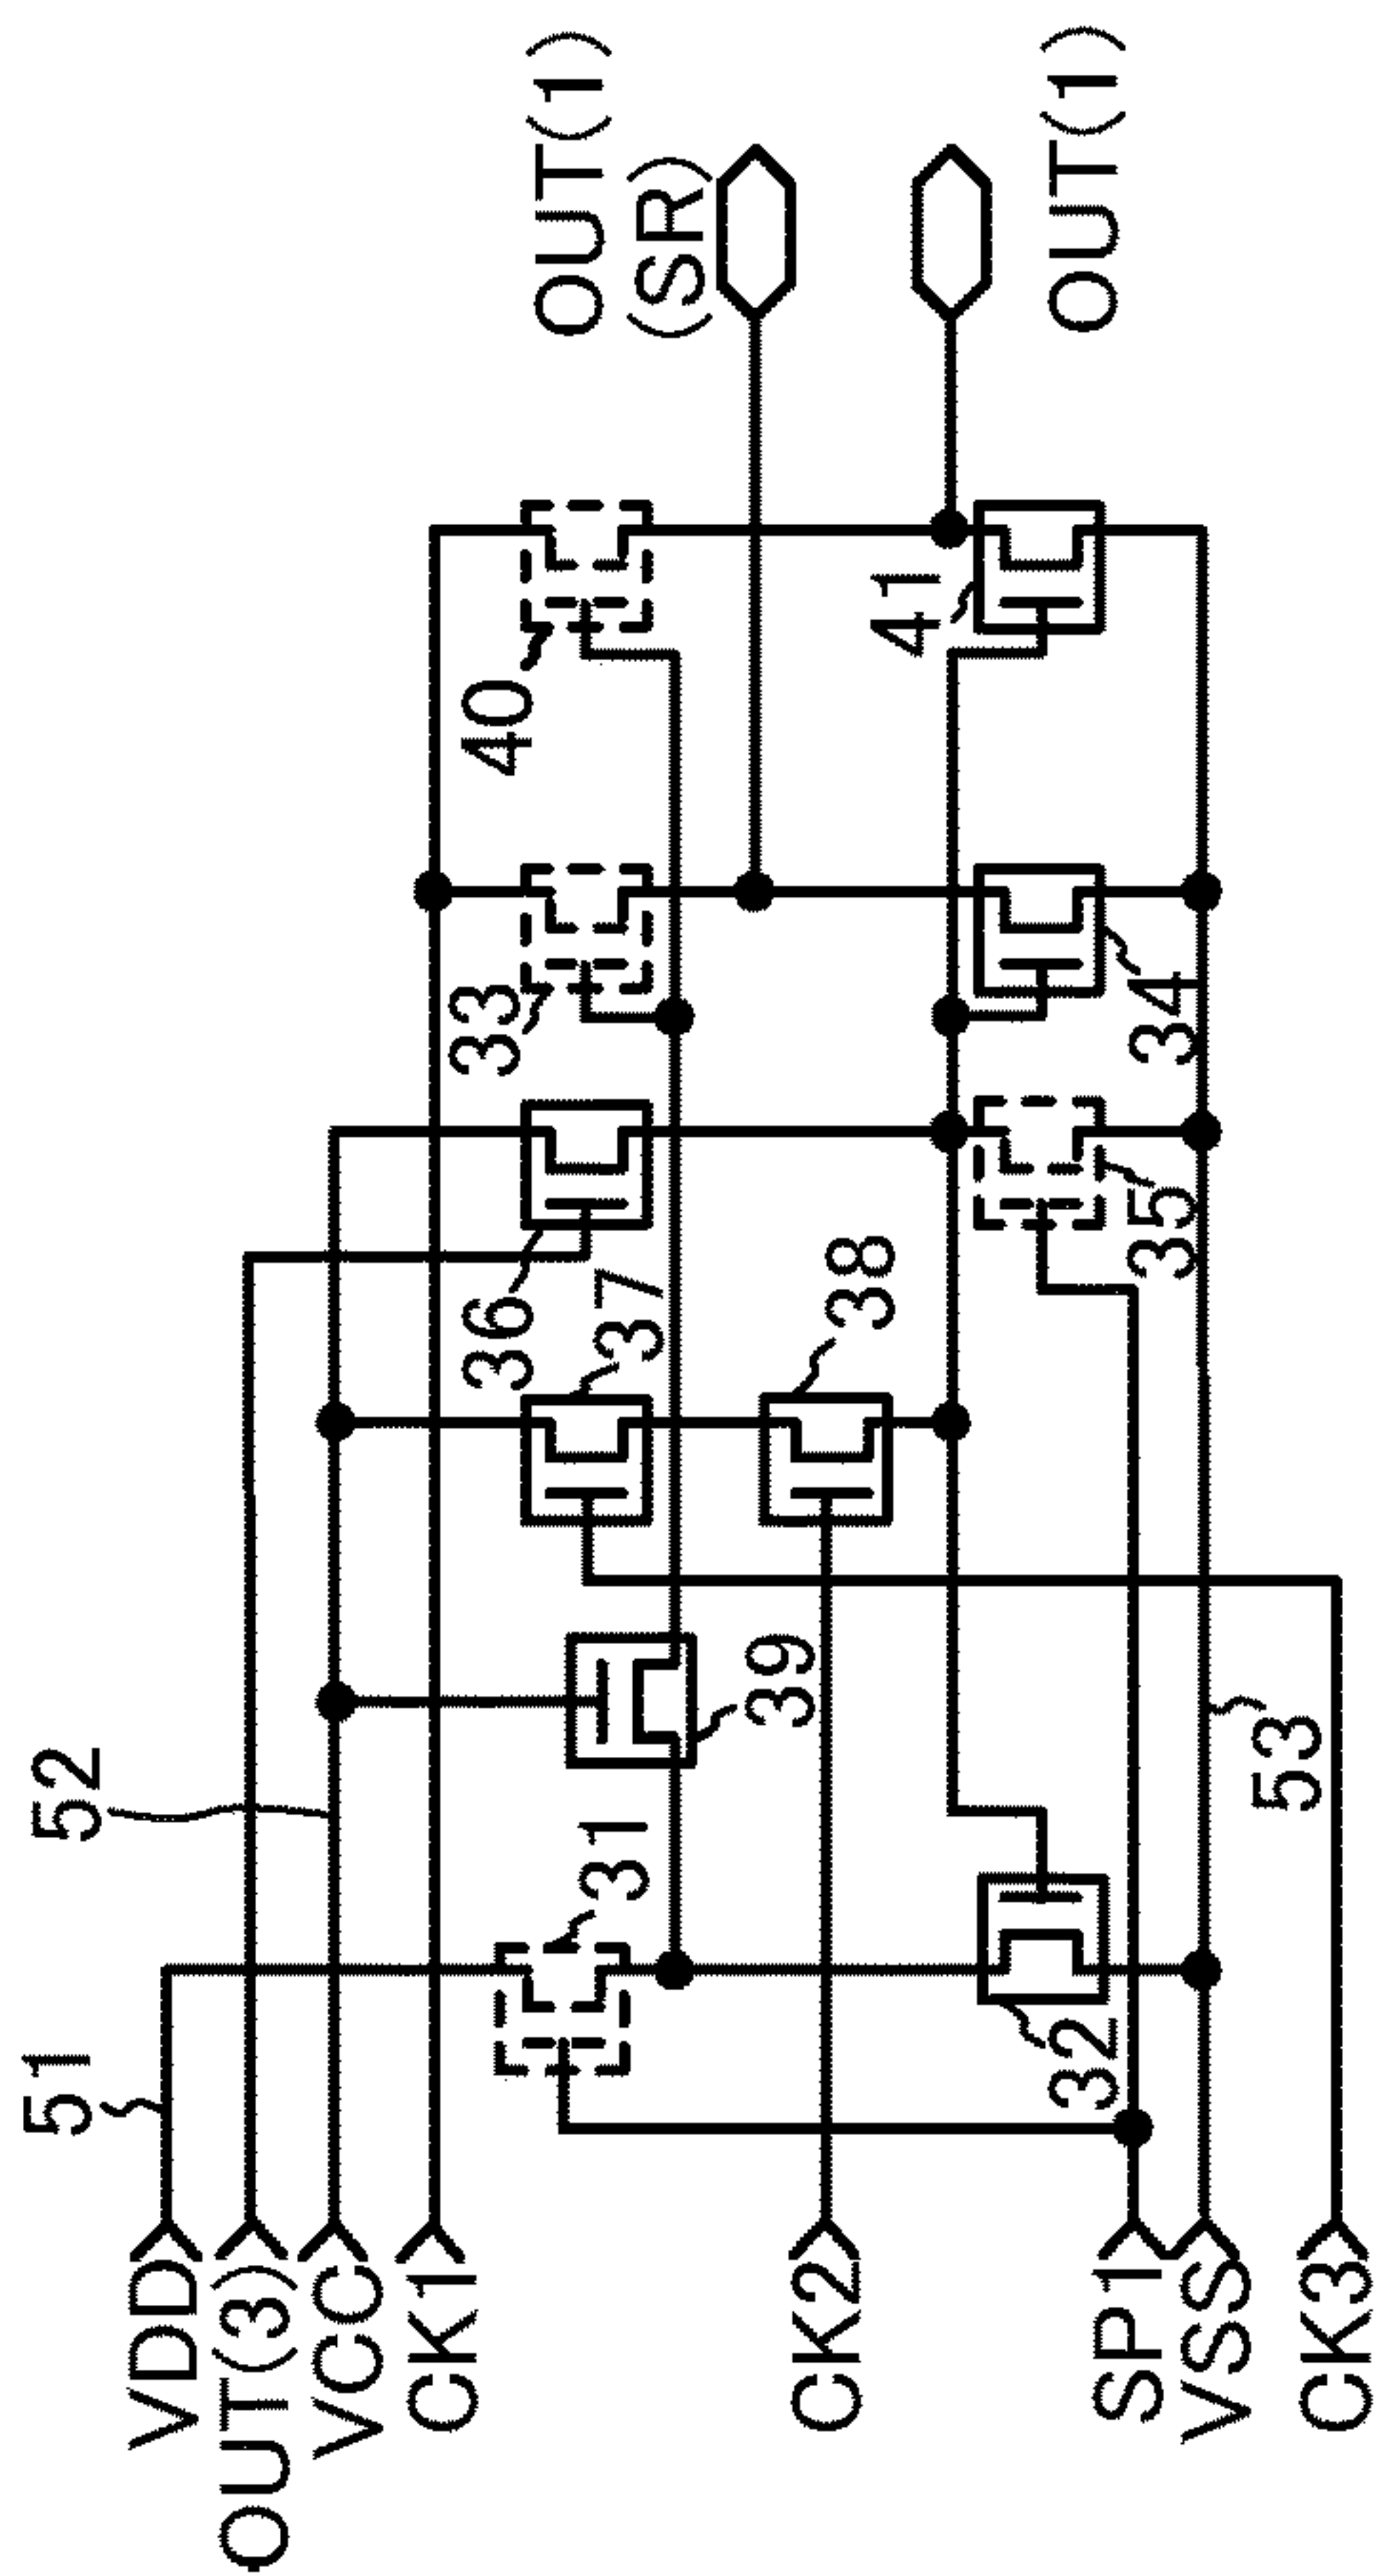 51
52
VDD
OUT(3)
VCC
CK1
CK2
SP1
VSS
CK3
31
32
39
53
37
38
36
35
33
34
40
41
OUT(1)
(SR)
OUT(1)